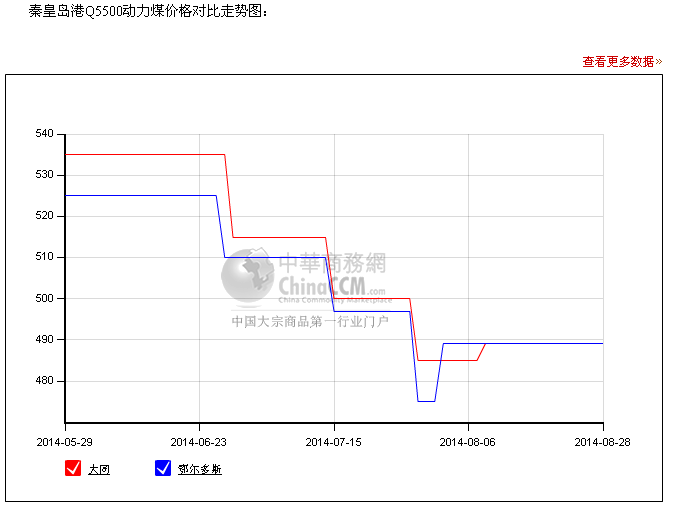 秦皇岛港Q5500动力煤价格对比走势图：
查看更多数据»
540
530
520
510
500
490
480
中華商務網
ChinaCCM.com
China Commodity Marketplace
中国大宗商品第一行业门户
2014-05-29
2014-06-23
2014-07-15
2014-08-06
2014-08-28
大同
鄂尔多斯